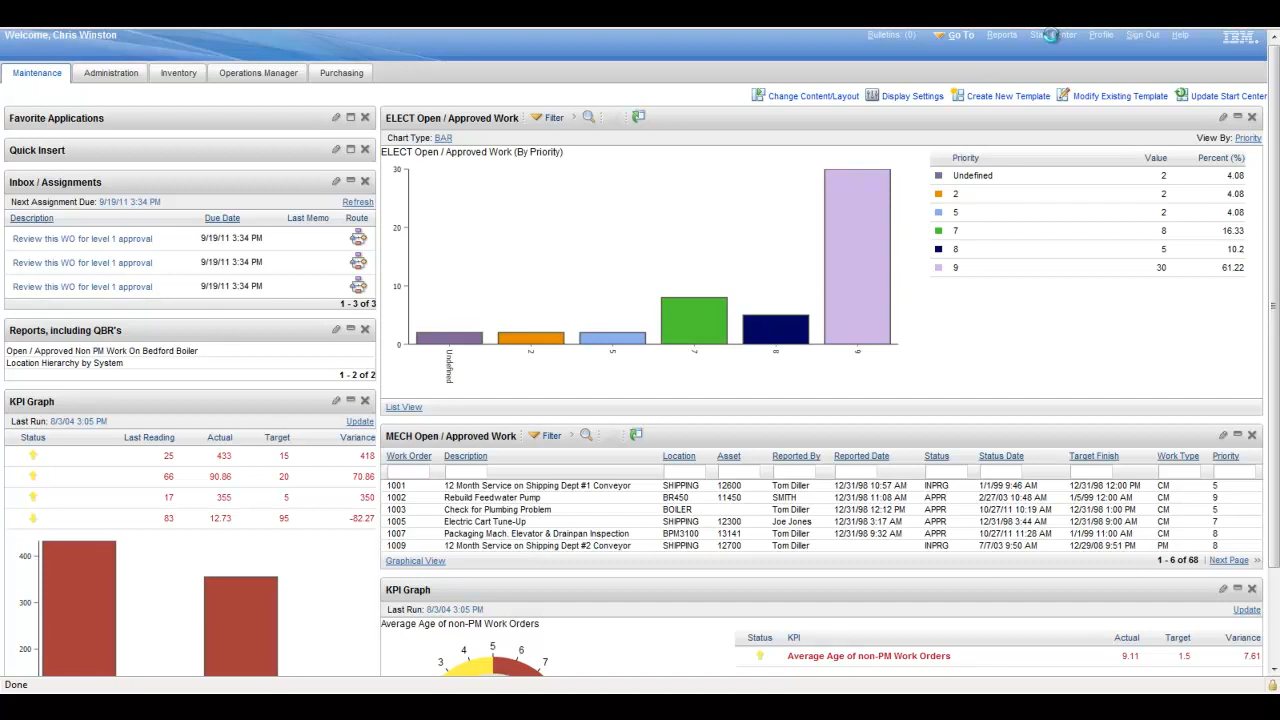 Welcome, Chris Winston
Bulletins (0) Go To Reports Profile Sign Out Help IBM.
Maintenance Administration Inventory Operations Manager Purchasing
Change Content/Layout Display Settings Create New Template Modify Existing Template Update Start Center
Favorite Applications
Quick Insert
Inbox / Assignments
Next Assignment Due: 9/19/11 3:34 PM Refresh
Description Due Date Last Memo Route
Review this WO for level 1 approval 9/19/11 3:34 PM
Review this WO for level 1 approval 9/19/11 3:34 PM
Review this WO for level 1 approval 9/19/11 3:34 PM
1 - 3 of 3
Reports, including QBR's
Open / Approved Non PM Work On Bedford Boiler
Location Hierarchy by System
1 - 2 of 2
KPI Graph
Last Run: 8/3/04 3:05 PM Update
Status Last Reading Actual Target Variance
25 433 15 418
66 90.86 20 70.86
17 355 5 350
83 12.73 95 -82.27
400
300
200
ELECT Open / Approved Work Filter
Chart Type: BAR View By: Priority
ELECT Open / Approved Work (By Priority)
30
20
10
0
Undefined 2 5 7 8 9
Priority Value Percent (%)
Undefined 2 4.08
2 2 4.08
5 2 4.08
7 8 16.33
8 5 10.2
9 30 61.22
List View
MECH Open / Approved Work Filter
Work Order Description Location Asset Reported By Reported Date Status Status Date Target Finish Work Type Priority
1001 12 Month Service on Shipping Dept #1 Conveyor SHIPPING 12600 Tom Diller 12/31/98 10:57 AM INPRG 1/1/99 9:46 AM 12/31/98 12:00 PM CM 5
1002 Rebuild Feedwater Pump BR450 11450 SMITH 12/31/98 11:08 AM APPR 2/27/03 10:48 AM 1/5/99 12:00 AM CM 9
1003 Check for Plumbing Problem BOILER Tom Diller 12/31/98 12:12 PM APPR 10/27/11 10:19 AM 12/31/98 1:00 PM CM 5
1005 Electric Cart Tune-Up SHIPPING 12300 Joe Jones 12/31/98 3:17 AM APPR 12/31/98 3:44 AM 12/31/98 9:00 AM CM 7
1007 Packaging Mach. Elevator & Drainpan Inspection BPM3100 13141 Tom Diller 12/31/98 9:32 AM APPR 10/27/11 11:28 AM 1/1/99 11:00 AM CM 8
1009 12 Month Service on Shipping Dept #2 Conveyor SHIPPING 12700 Tom Diller INPRG 7/7/03 9:50 AM 12/29/08 9:51 PM PM 8
Graphical View 1 - 6 of 68 Next Page
KPI Graph
Last Run: 8/3/04 3:05 PM Update
Average Age of non-PM Work Orders
3 4 5 6 7
Status KPI Actual Target Variance
Average Age of non-PM Work Orders 9.11 1.5 7.61
Done